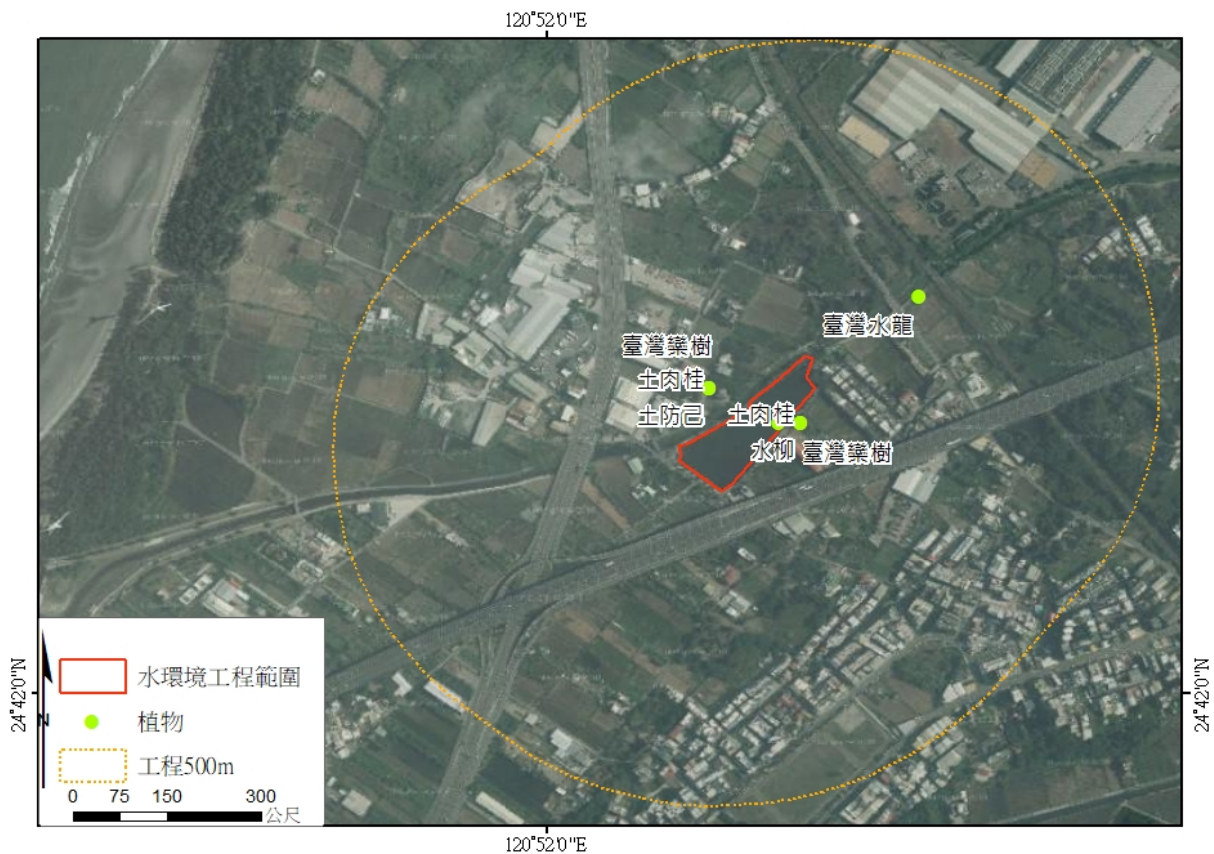 120°52'0"E
臺灣水龍
臺灣欒樹
土肉桂
土防己
土肉桂
水柳
臺灣欒樹
24°42'0"N
24°42'0"N
N
水環境工程範圍
植物
工程500m
0 75 150 300
公尺
120°52'0"E